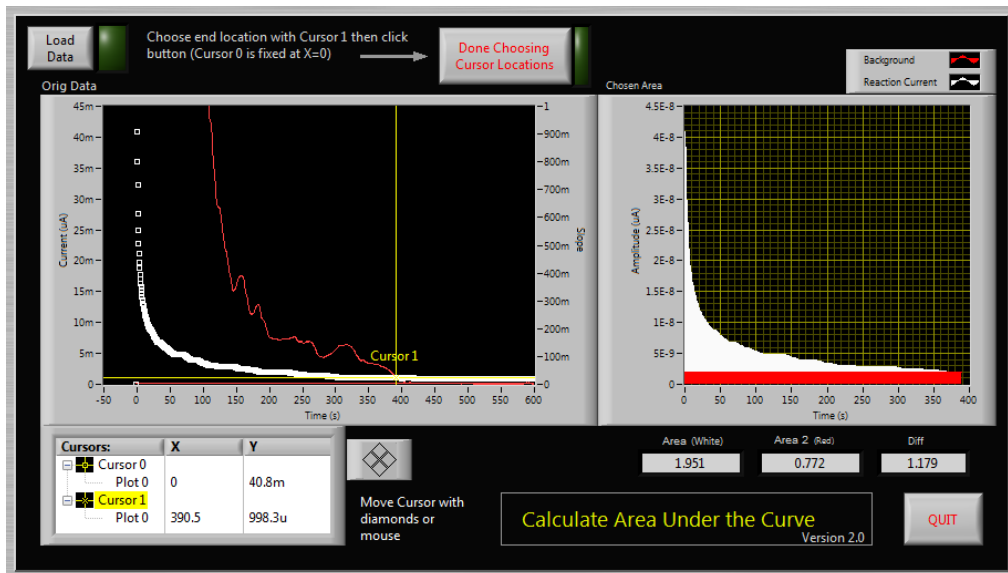 Load
Data
Choose end location with Cursor 1 then click
button (Cursor 0 is fixed at X=0)
Done Choosing
Cursor Locations
Background
Reaction Current
Orig Data
Chosen Area
45m
40m
35m
30m
25m
20m
15m
10m
5m
0
Current (uA)
-50 0 50 100 150 200 250 300 350 400 450 500 550 600
Time (s)
1
900m
800m
700m
600m
500m
400m
300m
200m
100m
0
Slope
Cursor 1
4.5E-8
4E-8
3.5E-8
3E-8
2.5E-8
2E-8
1.5E-8
1E-8
5E-9
0
Amplitude (uA)
0 50 100 150 200 250 300 350 400
Time (s)
Cursors: X Y
Cursor 0
Plot 0 0 40.8m
Cursor 1
Plot 0 390.5 998.3u
Move Cursor with
diamonds or
mouse
Area (White) Area 2 (Red) Diff
1.951 0.772 1.179
Calculate Area Under the Curve
Version 2.0
QUIT